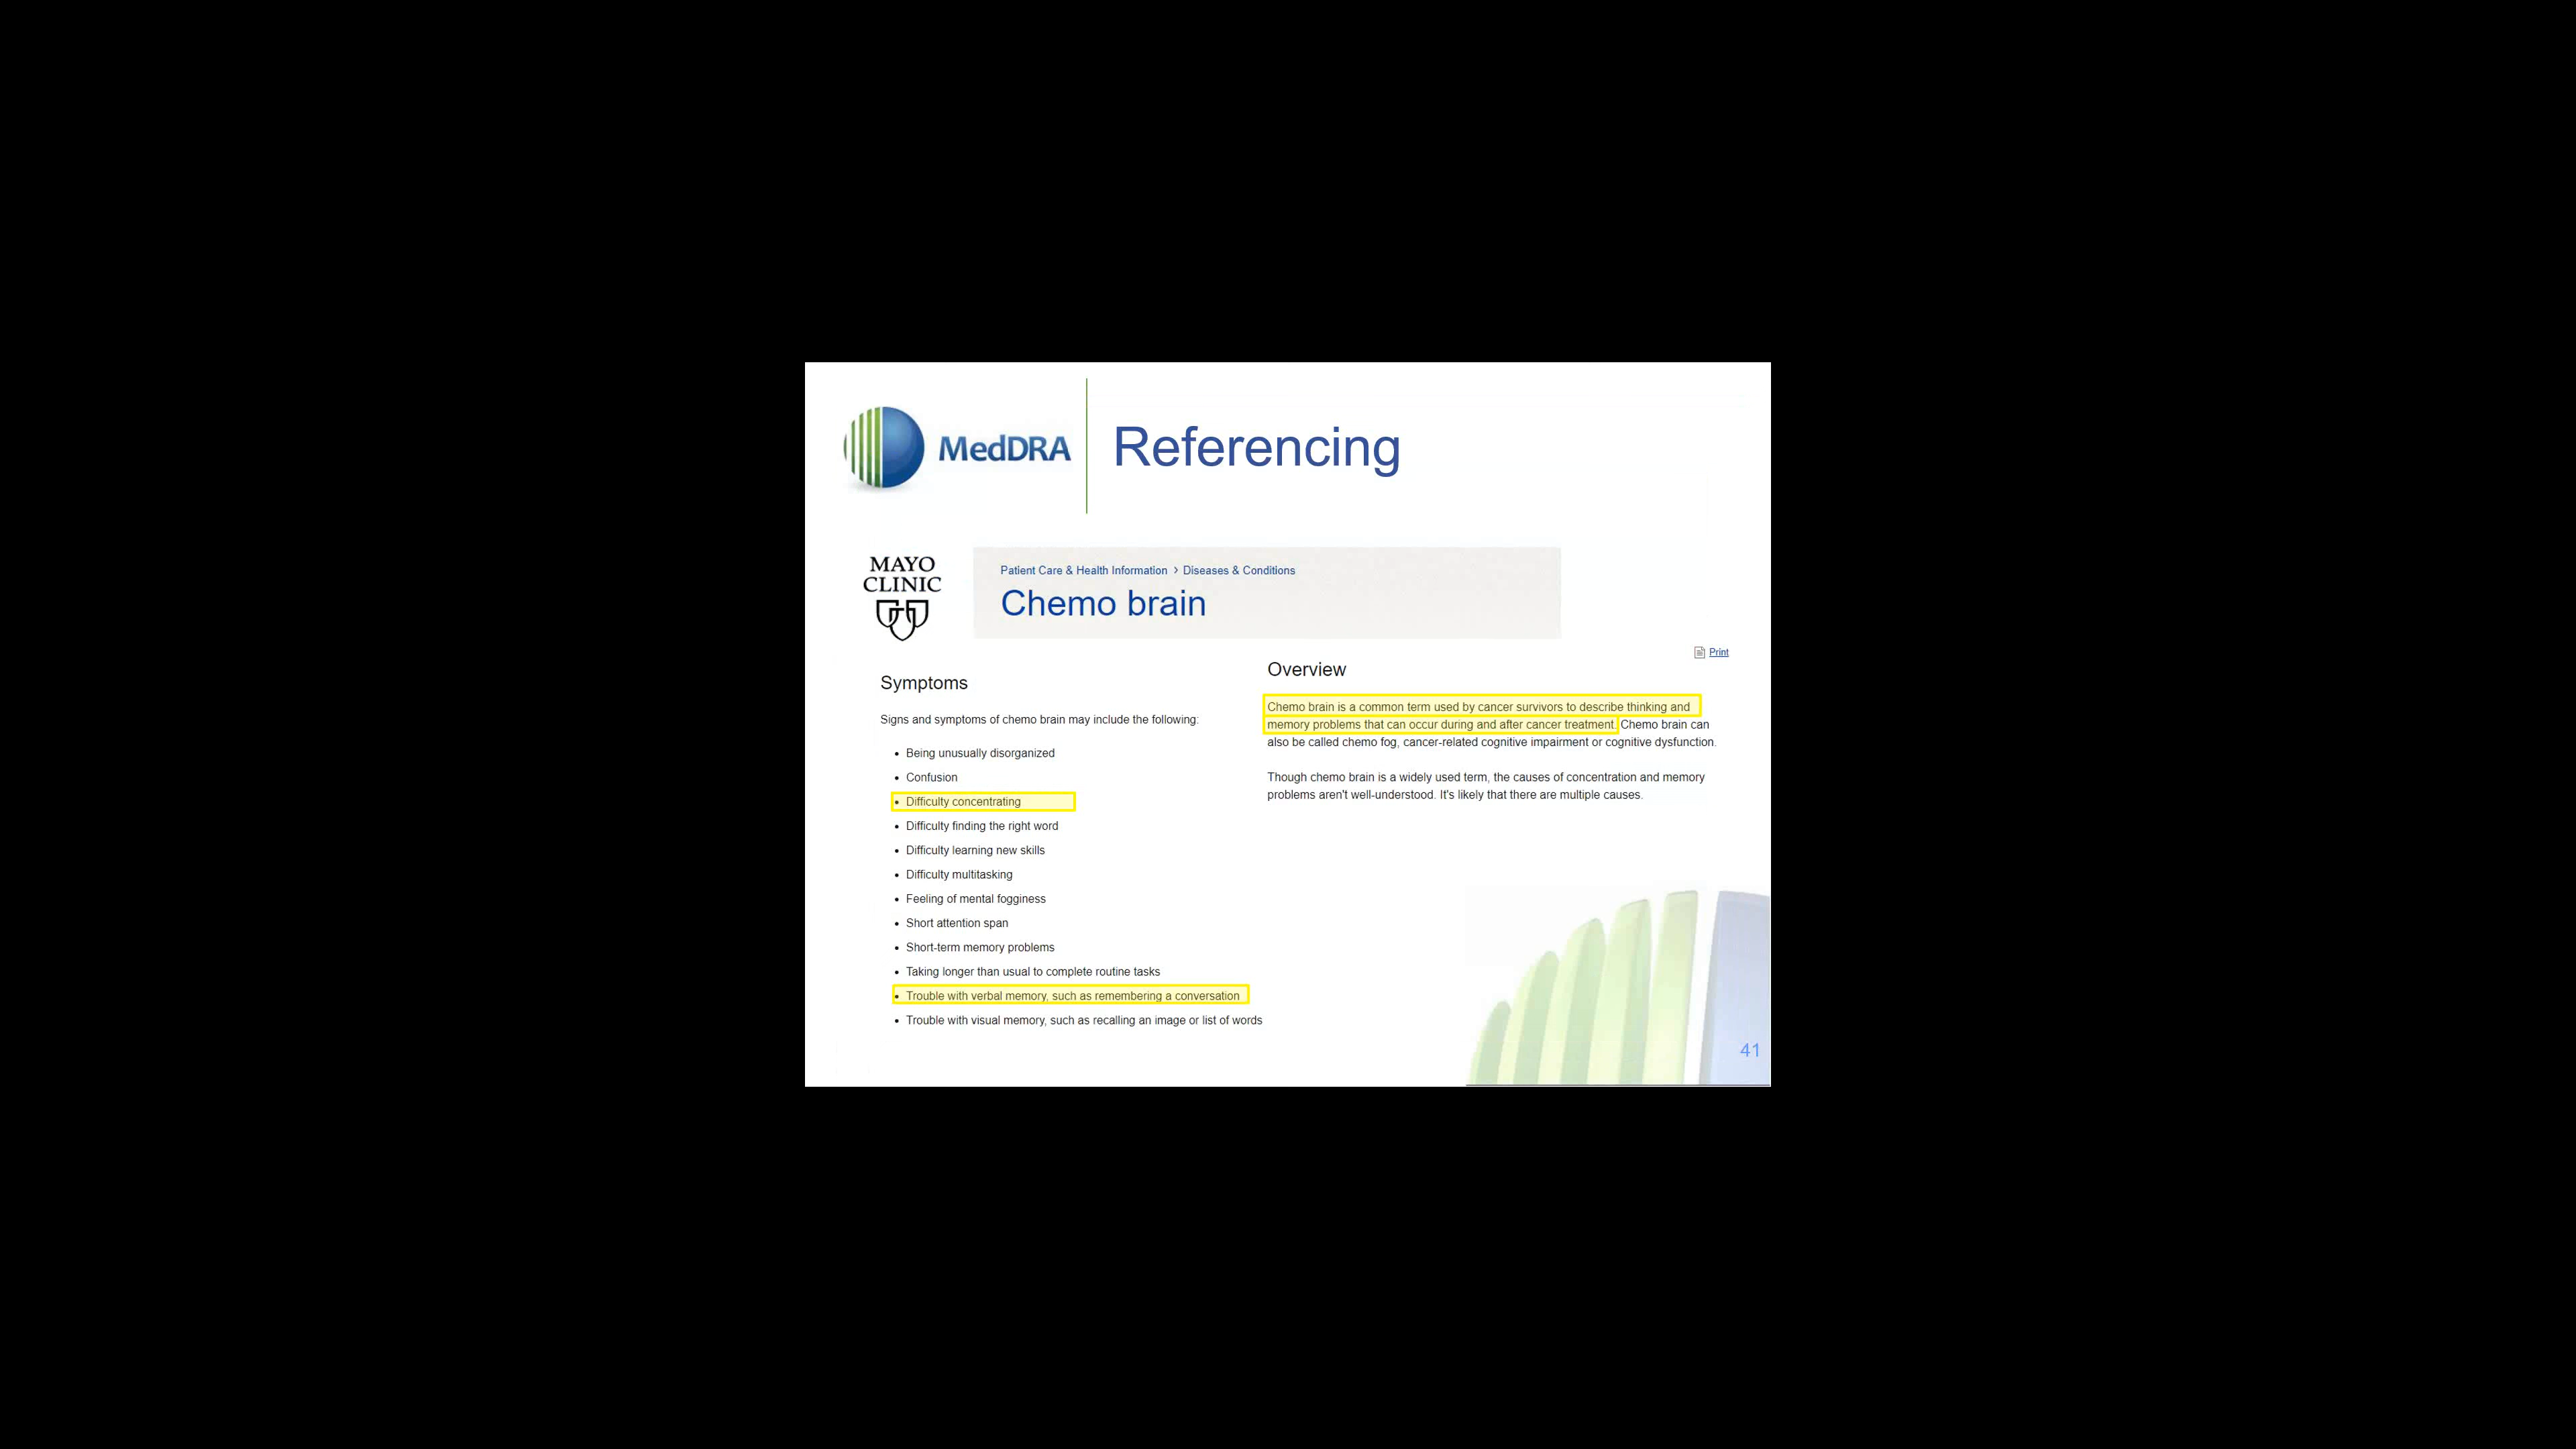 MedDRA
Referencing
MAYO
CLINIC
Patient Care & Health Information › Diseases & Conditions
Chemo brain
Print
Symptoms
Signs and symptoms of chemo brain may include the following:
• Being unusually disorganized
• Confusion
• Difficulty concentrating
• Difficulty finding the right word
• Difficulty learning new skills
• Difficulty multitasking
• Feeling of mental fogginess
• Short attention span
• Short-term memory problems
• Taking longer than usual to complete routine tasks
• Trouble with verbal memory, such as remembering a conversation
• Trouble with visual memory, such as recalling an image or list of words
Overview
Chemo brain is a common term used by cancer survivors to describe thinking and
memory problems that can occur during and after cancer treatment. Chemo brain can
also be called chemo fog, cancer-related cognitive impairment or cognitive dysfunction.
Though chemo brain is a widely used term, the causes of concentration and memory
problems aren't well-understood. It's likely that there are multiple causes.
41